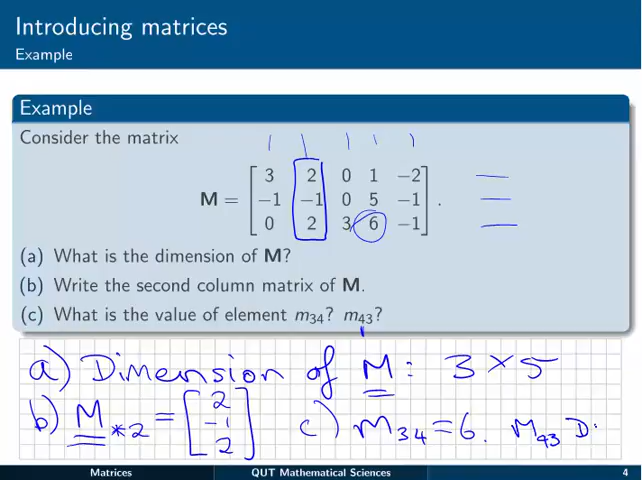 Introducing matrices
Example
Example
Consider the matrix
M = [ 3 2 0 1 −2
−1 −1 0 5 −1
0 2 3 6 −1 ] .
(a) What is the dimension of M?
(b) Write the second column matrix of M.
(c) What is the value of element m34? m43?
a) Dimension of M : 3 × 5
b) M*2 = [ 2 -1 2 ] c) m34 = 6. M43 D
Matrices QUT Mathematical Sciences 4